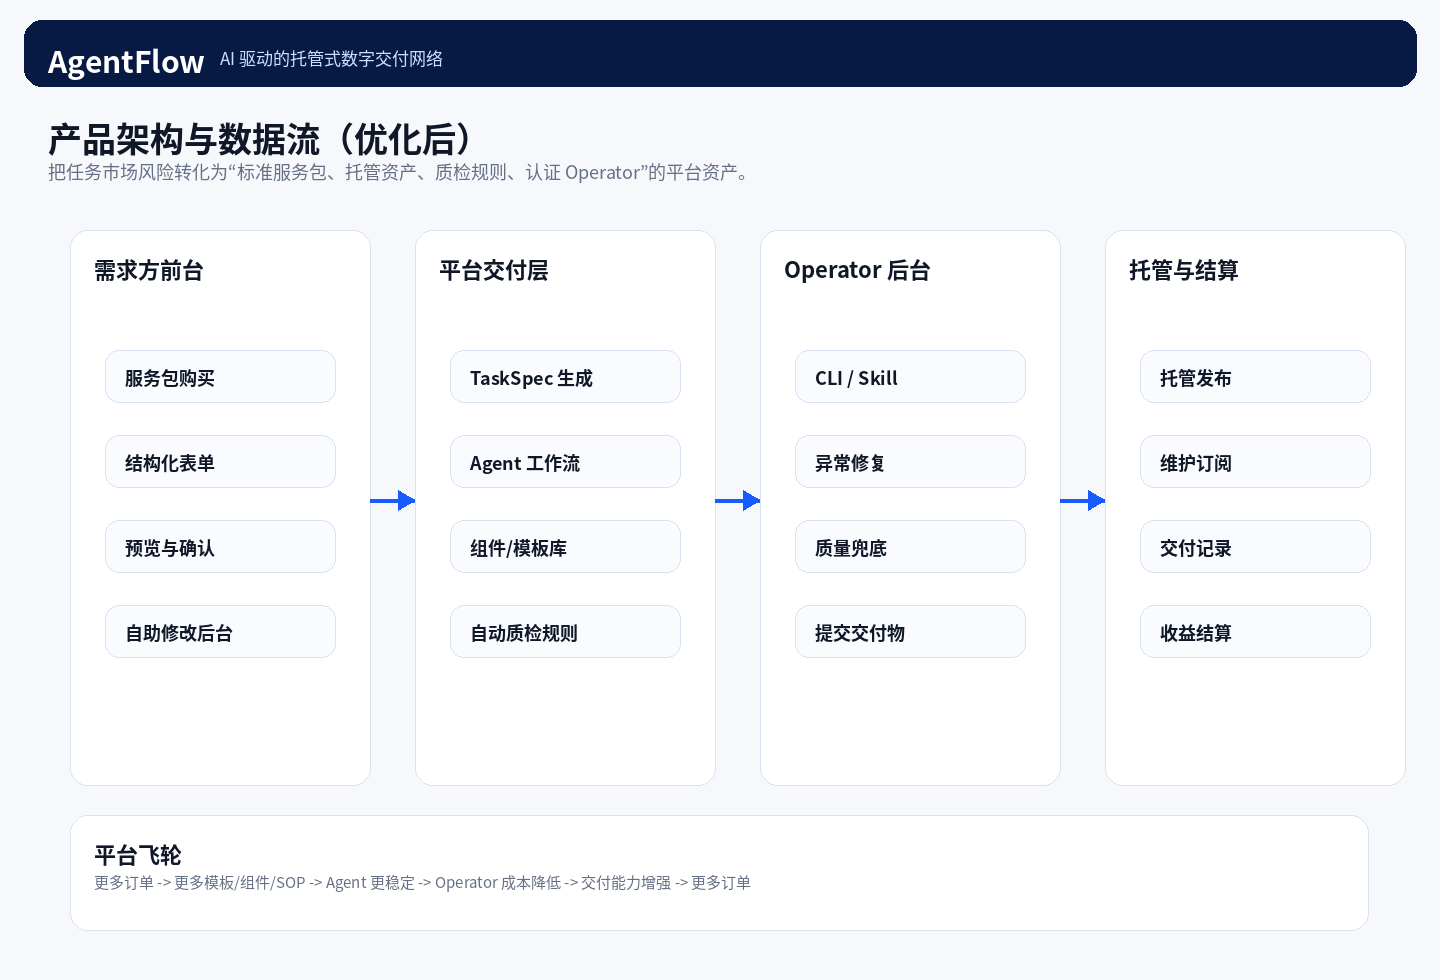 AgentFlow AI 驱动的托管式数字交付网络
产品架构与数据流（优化后）
把任务市场风险转化为“标准服务包、托管资产、质检规则、认证 Operator”的平台资产。
需求方前台
服务包购买
结构化表单
预览与确认
自助修改后台
平台交付层
TaskSpec 生成
Agent 工作流
组件/模板库
自动质检规则
Operator 后台
CLI / Skill
异常修复
质量兜底
提交交付物
托管与结算
托管发布
维护订阅
交付记录
收益结算
平台飞轮
更多订单 -> 更多模板/组件/SOP -> Agent 更稳定 -> Operator 成本降低 -> 交付能力增强 -> 更多订单